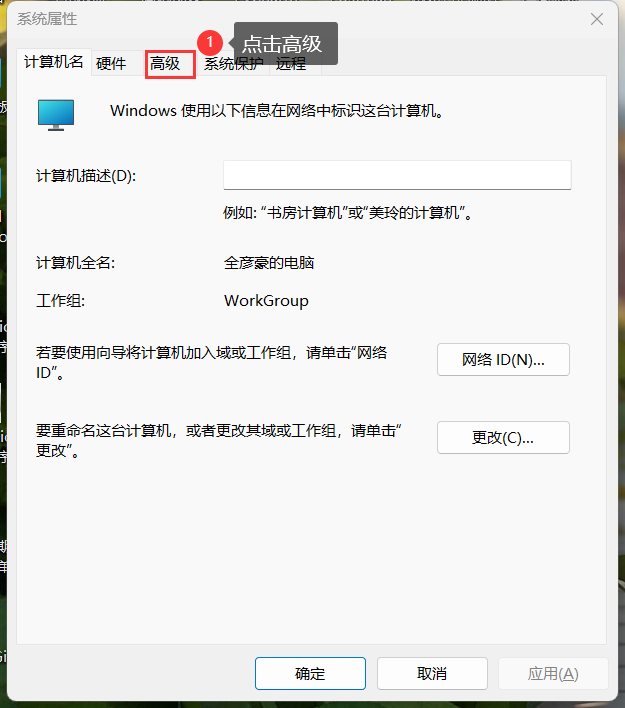 系统属性
1 点击高级
计算机名 硬件 高级 系统保护 远程
Windows 使用以下信息在网络中标识这台计算机。
计算机描述(D):
例如: “书房计算机”或“美玲的计算机”。
计算机全名: 全彦豪的电脑
工作组: WorkGroup
若要使用向导将计算机加入域或工作组，请单击“网络
ID”。
网络 ID(N)...
要重命名这台计算机，或者更改其域或工作组，请单击“
更改”。
更改(C)...
确定 取消 应用(A)